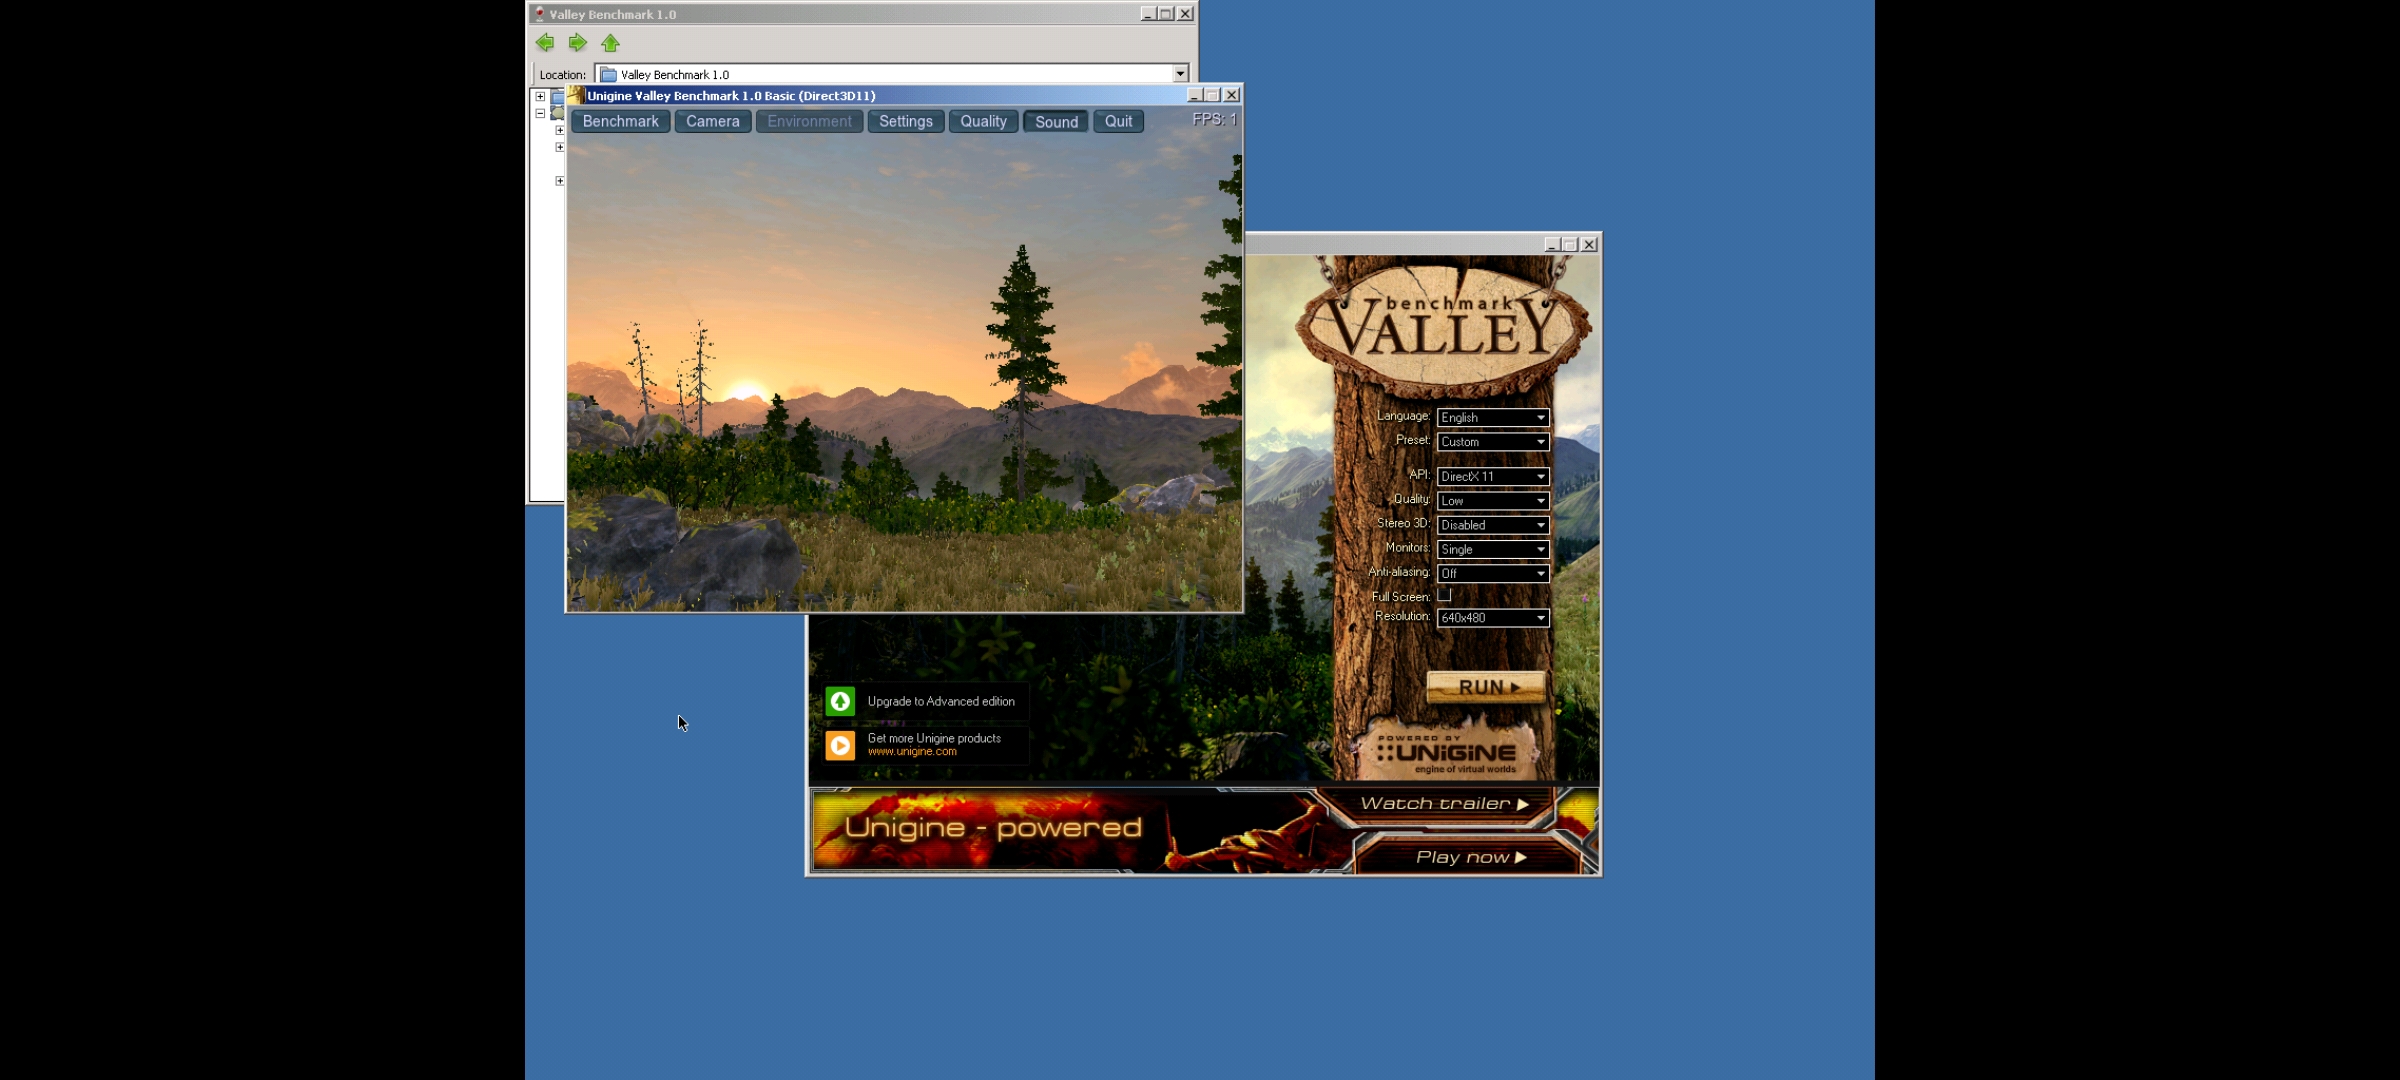 Valley Benchmark 1.0
Location: Valley Benchmark 1.0
Unigine Valley Benchmark 1.0 Basic (Direct3D11)
Benchmark Camera Environment Settings Quality Sound Quit FPS: 1
benchmark
VALLEY
Language: English
Preset: Custom
API: DirectX 11
Quality: Low
Stereo 3D: Disabled
Monitors: Single
Anti-aliasing: Off
Full Screen:
Resolution: 640x480
RUN
Upgrade to Advanced edition
Get more Unigine products
www.unigine.com
POWERED BY
UNIGINE
engine of virtual worlds
Unigine - powered
Watch trailer
Play now